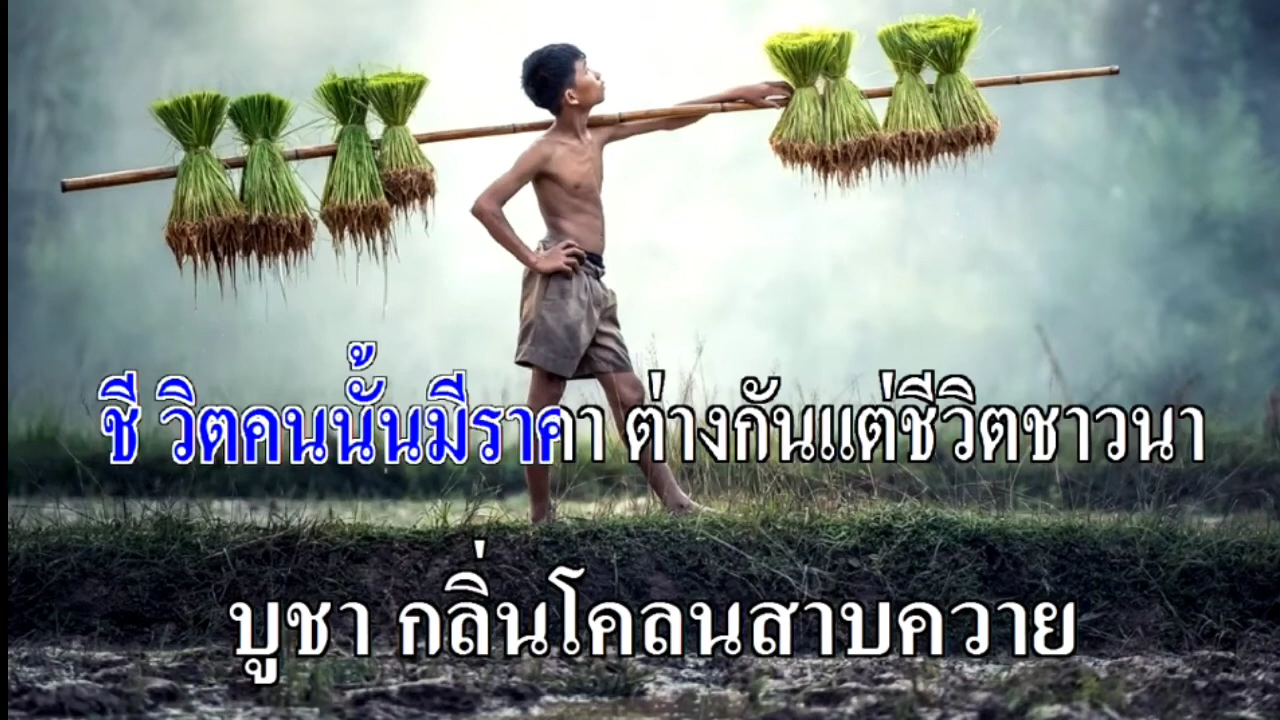 ชี วิตคนนั้นมีราคา ต่างกันแต่ชีวิตชาวนา
บูชา กลิ่นโคลนสาบควาย